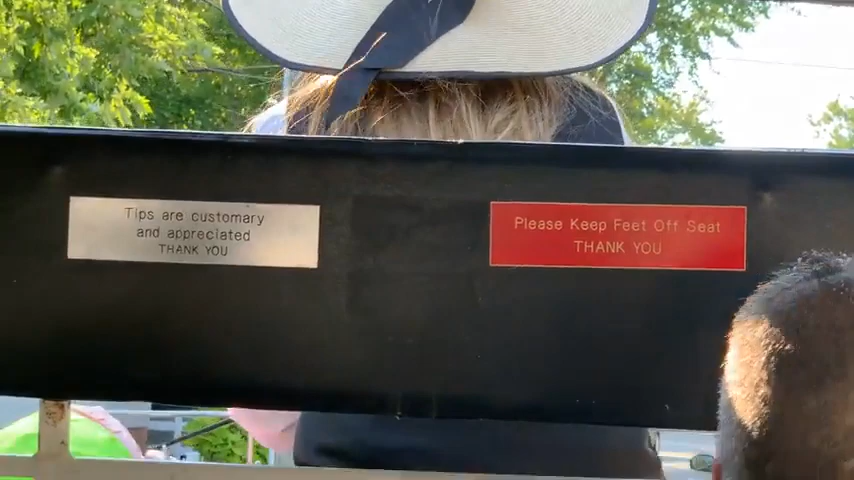 Tips are customary
and appreciated
THANK YOU
Please Keep Feet Off Seat
THANK YOU